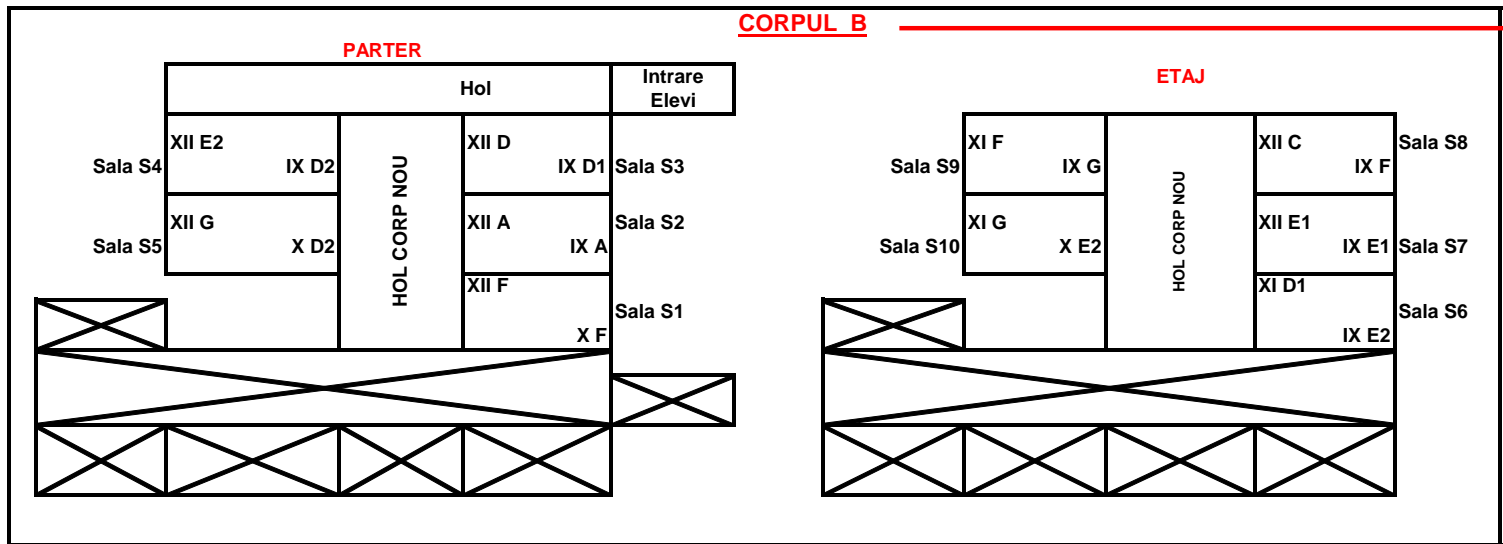 CORPUL B
PARTER
Hol
Intrare
Elevi
XII E2
Sala S4
IX D2
XII D
IX D1
Sala S3
XII G
Sala S5
X D2
HOL CORP NOU
XII A
IX A
Sala S2
XII F
X F
Sala S1
ETAJ
XI F
Sala S9
IX G
XII C
IX F
Sala S8
XI G
Sala S10
X E2
HOL CORP NOU
XII E1
IX E1
Sala S7
XI D1
IX E2
Sala S6